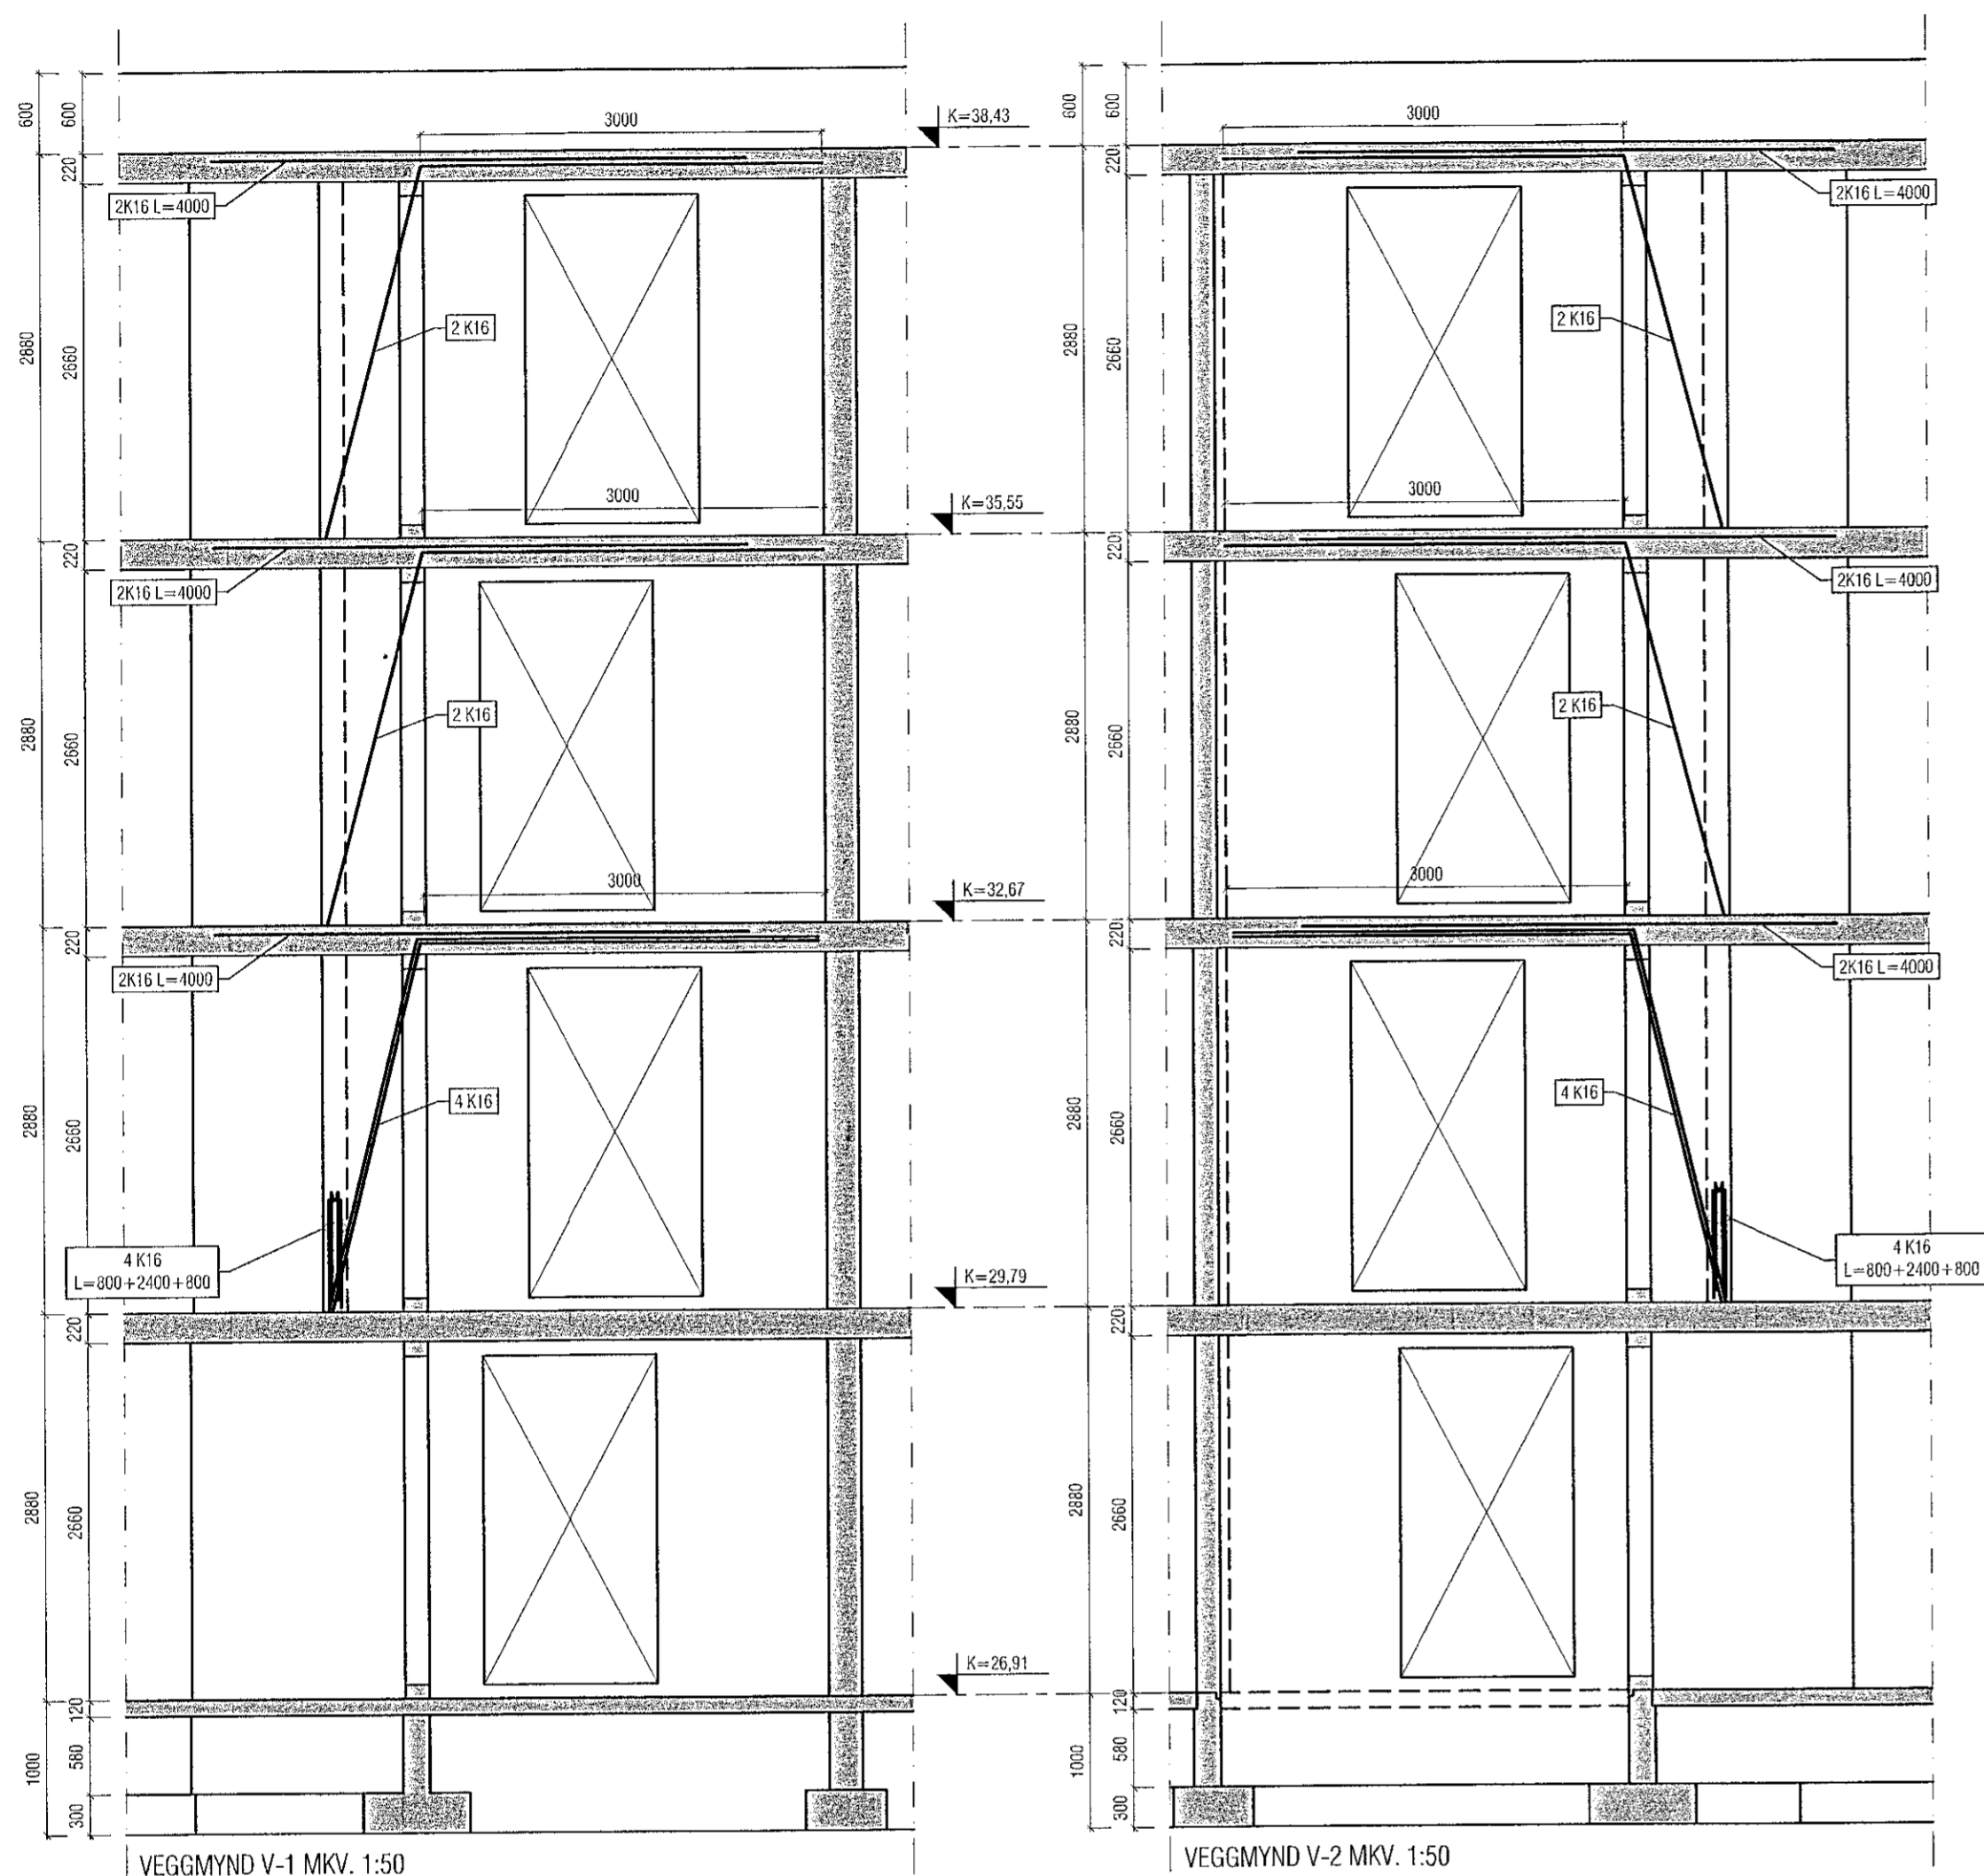 600
600
220
2880
2660
220
2880
2660
220
2880
2660
220
2880
2660
120
580
1000
300
3000
2K16 L=4000
2 K16
3000
2K16 L=4000
2 K16
3000
2K16 L=4000
4 K16
4 K16
L=800+2400+800
VEGGMYND V-1 MKV. 1:50
K=38,43
K=35,55
K=32,67
K=29,79
K=26,91
600
600
220
2880
2660
220
2880
2660
220
2880
2660
220
2880
2660
120
580
1000
300
3000
2K16 L=4000
2 K16
3000
2K16 L=4000
2 K16
3000
2K16 L=4000
4 K16
4 K16
L=800+2400+800
VEGGMYND V-2 MKV. 1:50